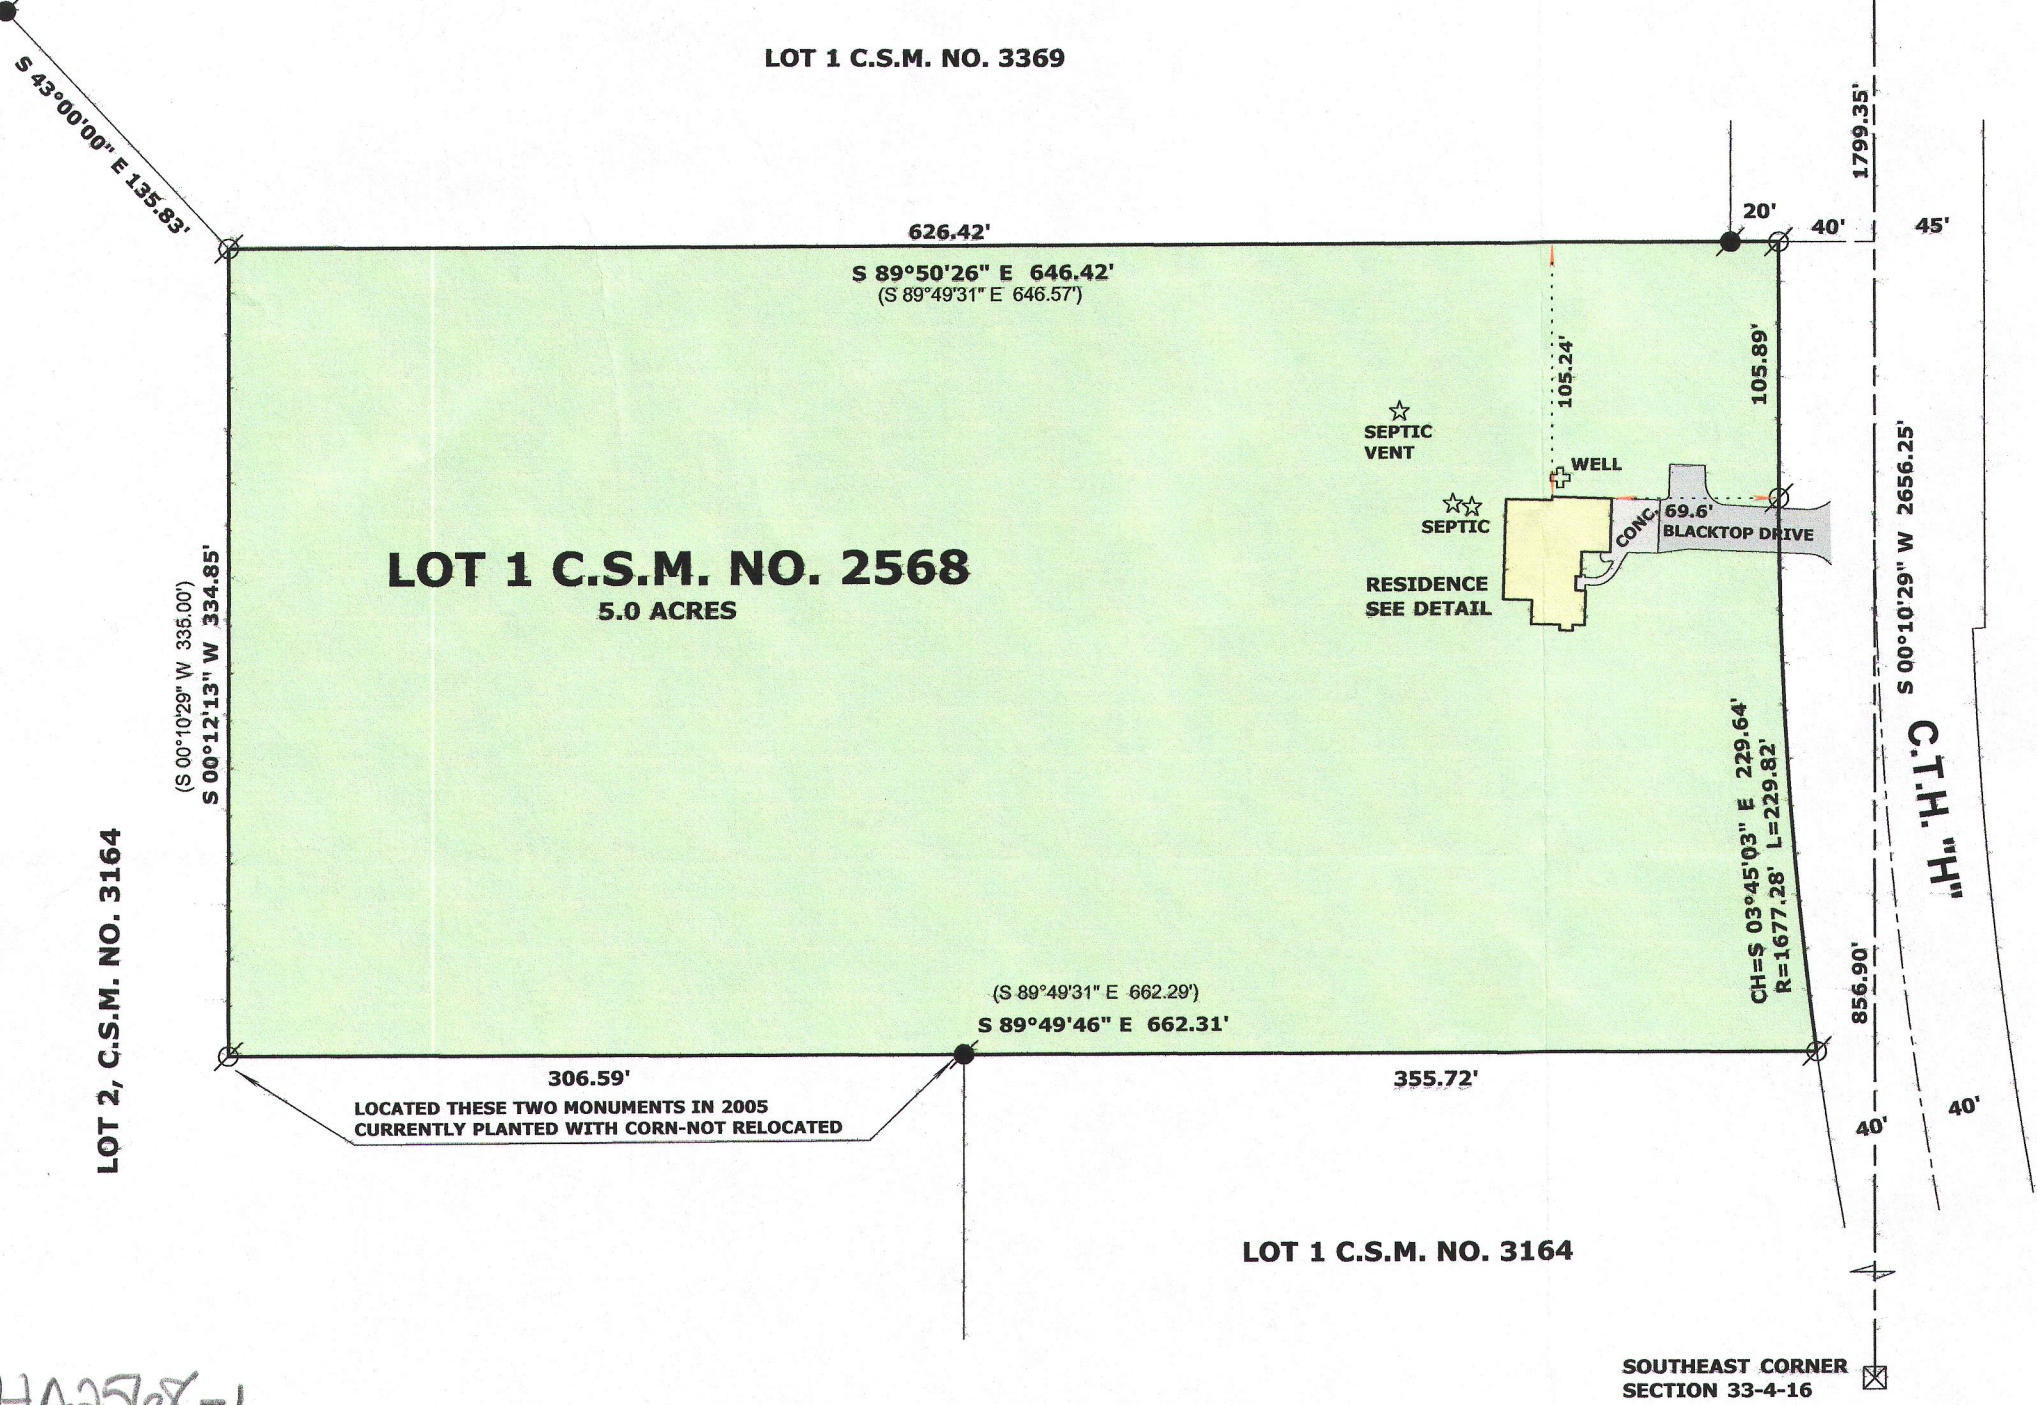 LOT 1 C.S.M. NO. 3369
S 43°00'00" E 135.83'
1799.35'
20'
40'
45'
626.42'
S 89°50'26" E 646.42'
(S 89°49'31" E 646.57')
105.24'
105.89'
SEPTIC
VENT
WELL
SEPTIC
CONC.
69.6'
BLACKTOP DRIVE
S 00°10'29" W 2656.25'
LOT 1 C.S.M. NO. 2568
5.0 ACRES
RESIDENCE
SEE DETAIL
(S 00°10'29" W 335.00')
S 00°12'13" W 334.85'
C.T.H. "H"
CH=S 03°45'03" E 229.64'
R=1677.28' L=229.82'
LOT 2, C.S.M. NO. 3164
856.90'
(S 89°49'31" E 662.29')
S 89°49'46" E 662.31'
306.59'
355.72'
LOCATED THESE TWO MONUMENTS IN 2005
CURRENTLY PLANTED WITH CORN-NOT RELOCATED
40'
40'
LOT 1 C.S.M. NO. 3164
SOUTHEAST CORNER
SECTION 33-4-16